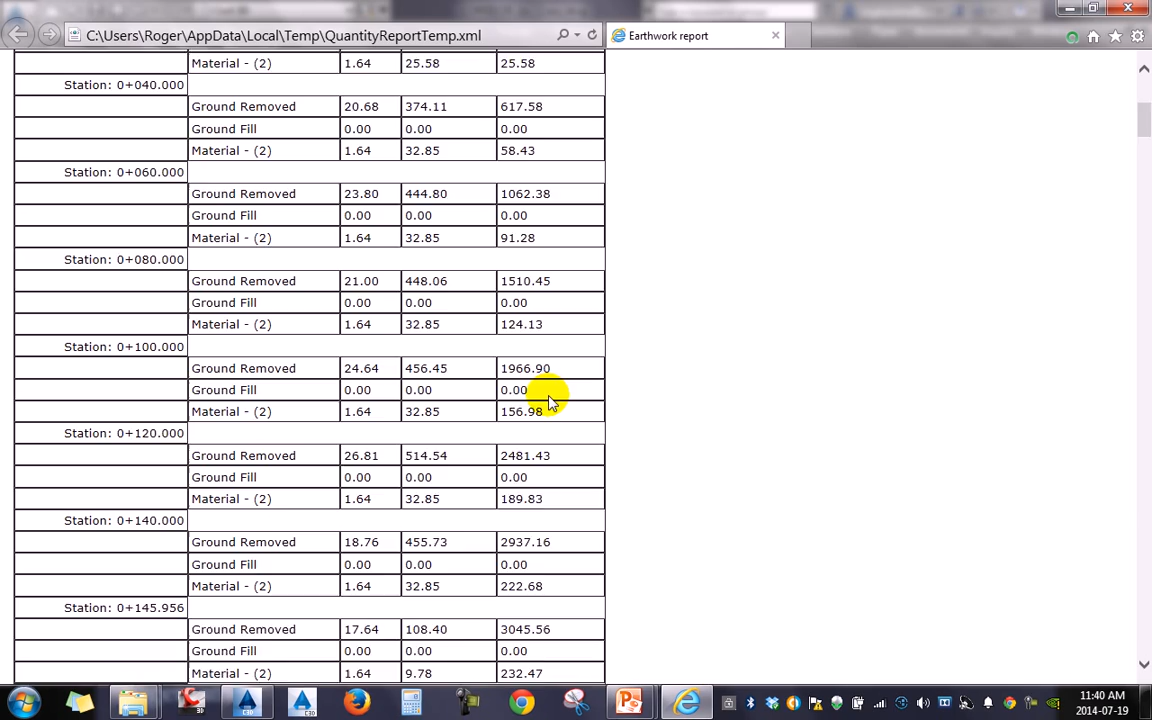 C:\Users\Roger\AppData\Local\Temp\QuantityReportTemp.xml
Earthwork report
Material - (2) 1.64 25.58 25.58
Station: 0+040.000
Ground Removed 20.68 374.11 617.58
Ground Fill 0.00 0.00 0.00
Material - (2) 1.64 32.85 58.43
Station: 0+060.000
Ground Removed 23.80 444.80 1062.38
Ground Fill 0.00 0.00 0.00
Material - (2) 1.64 32.85 91.28
Station: 0+080.000
Ground Removed 21.00 448.06 1510.45
Ground Fill 0.00 0.00 0.00
Material - (2) 1.64 32.85 124.13
Station: 0+100.000
Ground Removed 24.64 456.45 1966.90
Ground Fill 0.00 0.00 0.00
Material - (2) 1.64 32.85 156.98
Station: 0+120.000
Ground Removed 26.81 514.54 2481.43
Ground Fill 0.00 0.00 0.00
Material - (2) 1.64 32.85 189.83
Station: 0+140.000
Ground Removed 18.76 455.73 2937.16
Ground Fill 0.00 0.00 0.00
Material - (2) 1.64 32.85 222.68
Station: 0+145.956
Ground Removed 17.64 108.40 3045.56
Ground Fill 0.00 0.00 0.00
Material - (2) 1.64 9.78 232.47
11:40 AM
2014-07-19